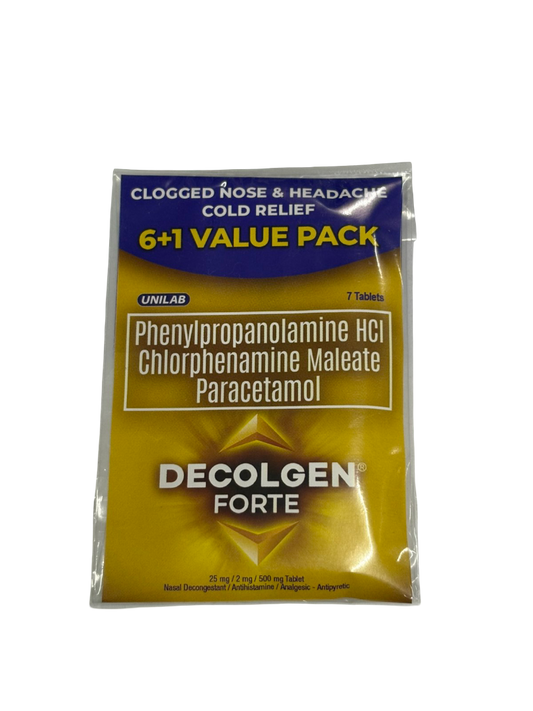 CLOGGED NOSE & HEADACHE
COLD RELIEF
6+1 VALUE PACK
UNILAB
7 Tablets
Phenylpropanolamine HCl
Chlorphenamine Maleate
Paracetamol
DECOLGEN®
FORTE
25 mg / 2 mg / 500 mg Tablet
Nasal Decongestant / Antihistamine / Analgesic - Antipyretic